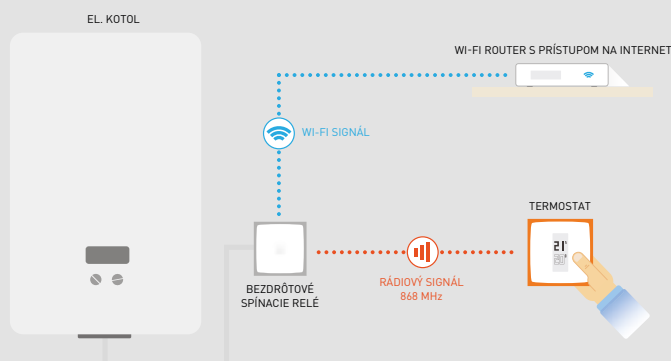 EL. KOTOL
WI-FI ROUTER S PRÍSTUPOM NA INTERNET
WI-FI SIGNÁL
TERMOSTAT
21°
BEZDRÔTOVÉ
SPÍNACIE RELÉ
RÁDIOVÝ SIGNÁL
868 MHz